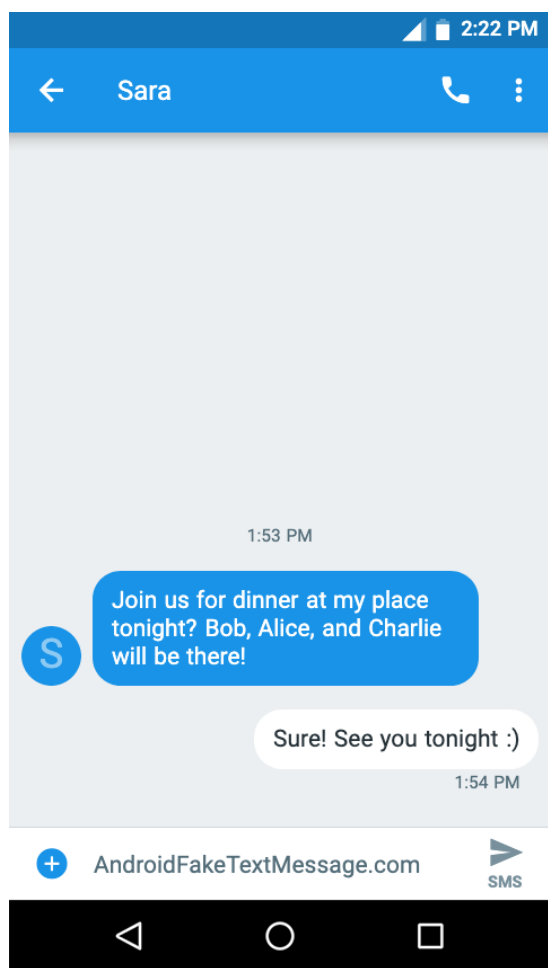 2:22 PM
Sara
1:53 PM
Join us for dinner at my place
tonight? Bob, Alice, and Charlie
will be there!
S
Sure! See you tonight :)
1:54 PM
AndroidFakeTextMessage.com
SMS